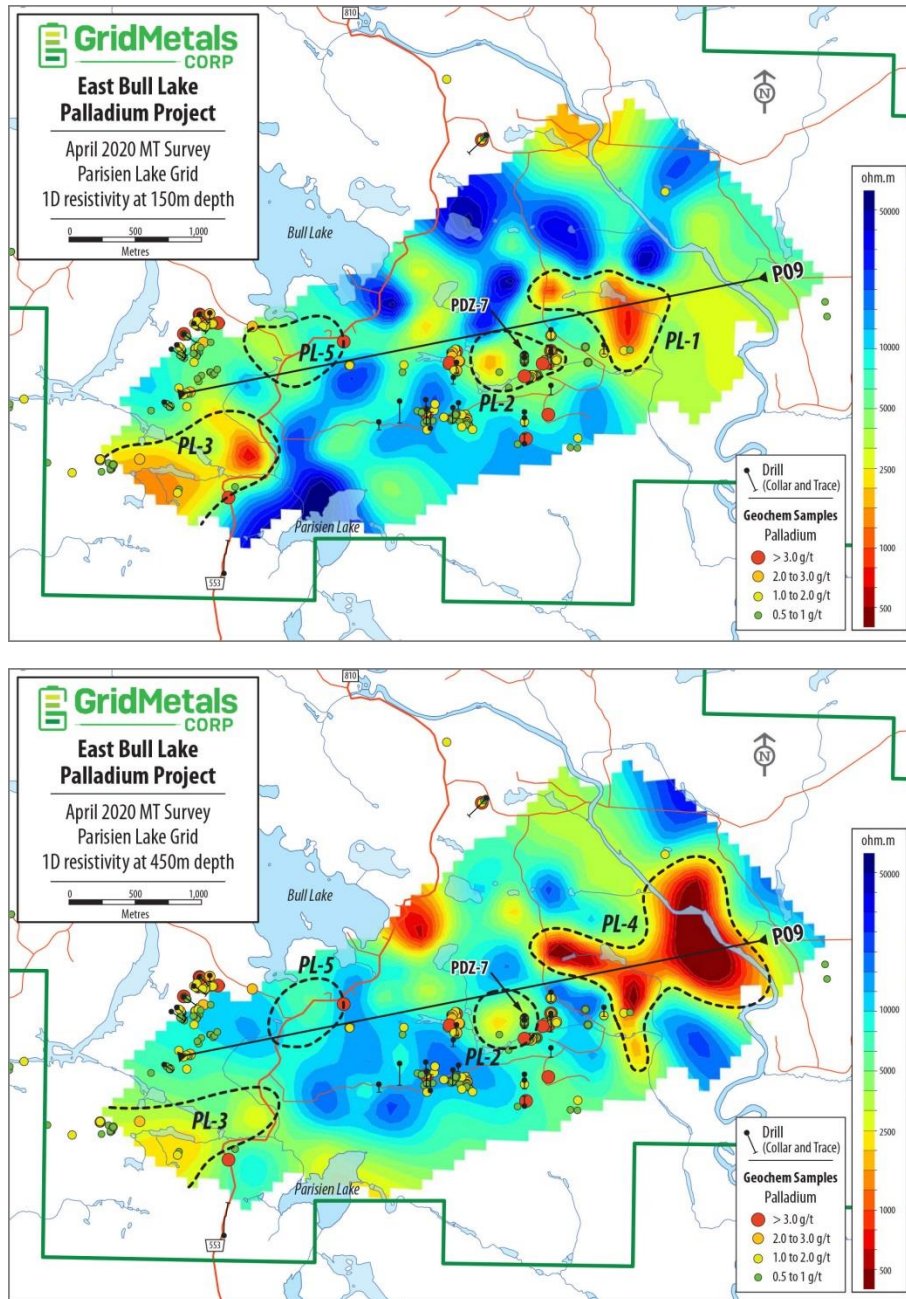 GridMetals
CORP
East Bull Lake
Palladium Project
April 2020 MT Survey
Parisien Lake Grid
1D resistivity at 150m depth
0 500 1,000
Metres
810
N
ohm.m
50000
10000
5000
2500
1000
500
Bull Lake
P09
PDZ-7
PL-1
PL-5
PL-2
PL-3
Parisien Lake
553
Drill
(Collar and Trace)
Geochem Samples
Palladium
> 3.0 g/t
2.0 to 3.0 g/t
1.0 to 2.0 g/t
0.5 to 1 g/t
GridMetals
CORP
East Bull Lake
Palladium Project
April 2020 MT Survey
Parisien Lake Grid
1D resistivity at 450m depth
0 500 1,000
Metres
810
N
ohm.m
50000
10000
5000
2500
1000
500
Bull Lake
PL-4
P09
PL-5
PDZ-7
PL-2
PL-3
Parisien Lake
553
Drill
(Collar and Trace)
Geochem Samples
Palladium
> 3.0 g/t
2.0 to 3.0 g/t
1.0 to 2.0 g/t
0.5 to 1 g/t